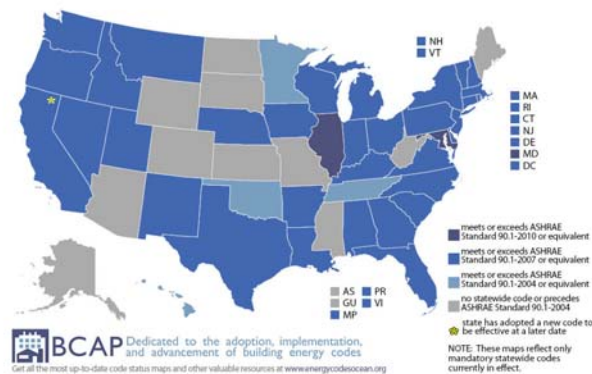 NH
VT
MA
RI
CT
NJ
DE
MD
DC
AS
GU
MP
PR
VI
meets or exceeds ASHRAE
Standard 90.1-2010 or equivalent
meets or exceeds ASHRAE
Standard 90.1-2007 or equivalent
meets or exceeds ASHRAE
Standard 90.1-2004 or equivalent
no statewide code or precedes
ASHRAE Standard 90.1-2004
state has adopted a new code to
be effective at a later date
NOTE: These maps reflect only
mandatory statewide codes
currently in effect.
BCAP
Dedicated to the adoption, implementation,
and advancement of building energy codes
Get all the most up-to-date code status maps and other valuable resources at www.energycodesocean.org